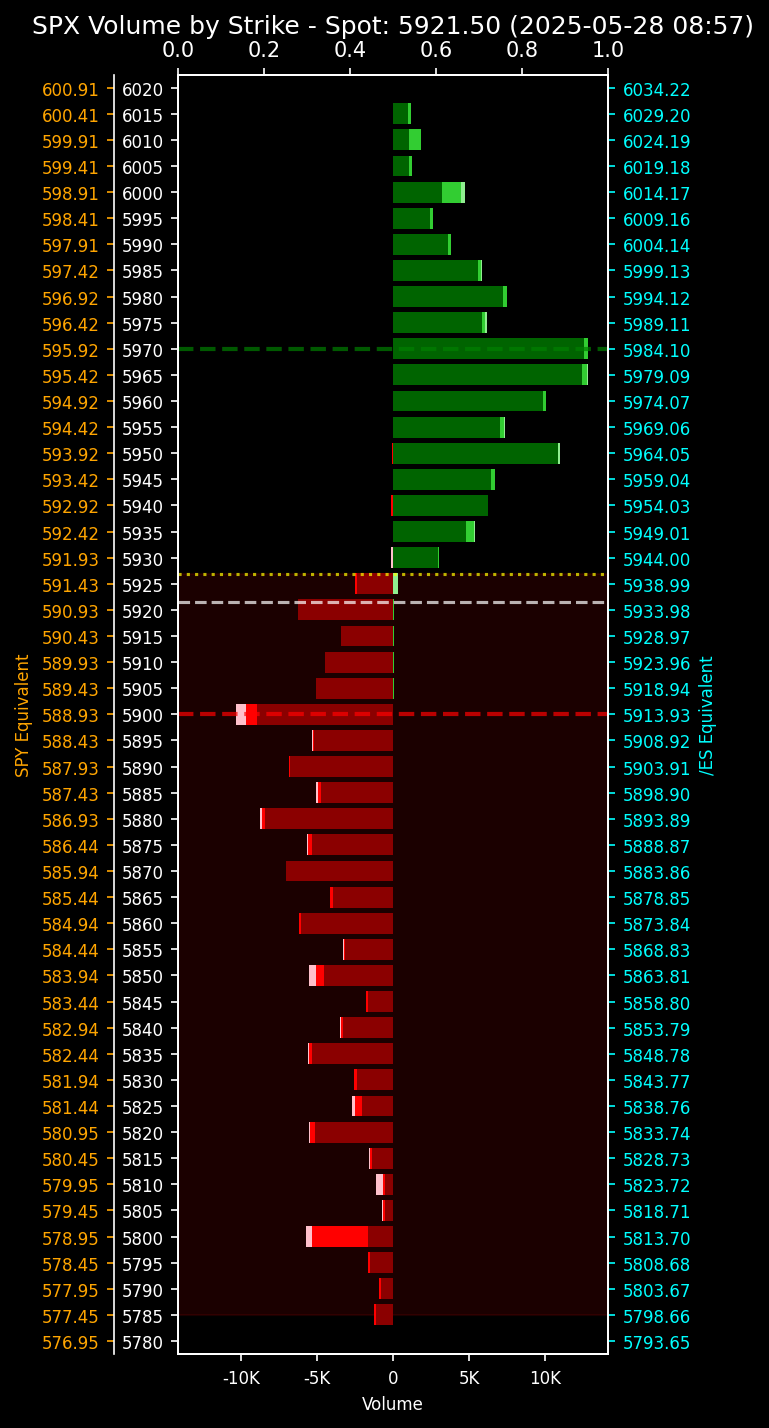 SPX Volume by Strike - Spot: 5921.50 (2025-05-28 08:57)
0.0 0.2 0.4 0.6 0.8 1.0
600.91 6020 6034.22
600.41 6015 6029.20
599.91 6010 6024.19
599.41 6005 6019.18
598.91 6000 6014.17
598.41 5995 6009.16
597.91 5990 6004.14
597.42 5985 5999.13
596.92 5980 5994.12
596.42 5975 5989.11
595.92 5970 5984.10
595.42 5965 5979.09
594.92 5960 5974.07
594.42 5955 5969.06
593.92 5950 5964.05
593.42 5945 5959.04
592.92 5940 5954.03
592.42 5935 5949.01
591.93 5930 5944.00
591.43 5925 5938.99
590.93 5920 5933.98
590.43 5915 5928.97
589.93 5910 5923.96
589.43 5905 5918.94
588.93 5900 5913.93
588.43 5895 5908.92
587.93 5890 5903.91
587.43 5885 5898.90
586.93 5880 5893.89
586.44 5875 5888.87
585.94 5870 5883.86
585.44 5865 5878.85
584.94 5860 5873.84
584.44 5855 5868.83
583.94 5850 5863.81
583.44 5845 5858.80
582.94 5840 5853.79
582.44 5835 5848.78
581.94 5830 5843.77
581.44 5825 5838.76
580.95 5820 5833.74
580.45 5815 5828.73
579.95 5810 5823.72
579.45 5805 5818.71
578.95 5800 5813.70
578.45 5795 5808.68
577.95 5790 5803.67
577.45 5785 5798.66
576.95 5780 5793.65
SPY Equivalent
/ES Equivalent
-10K -5K 0 5K 10K
Volume